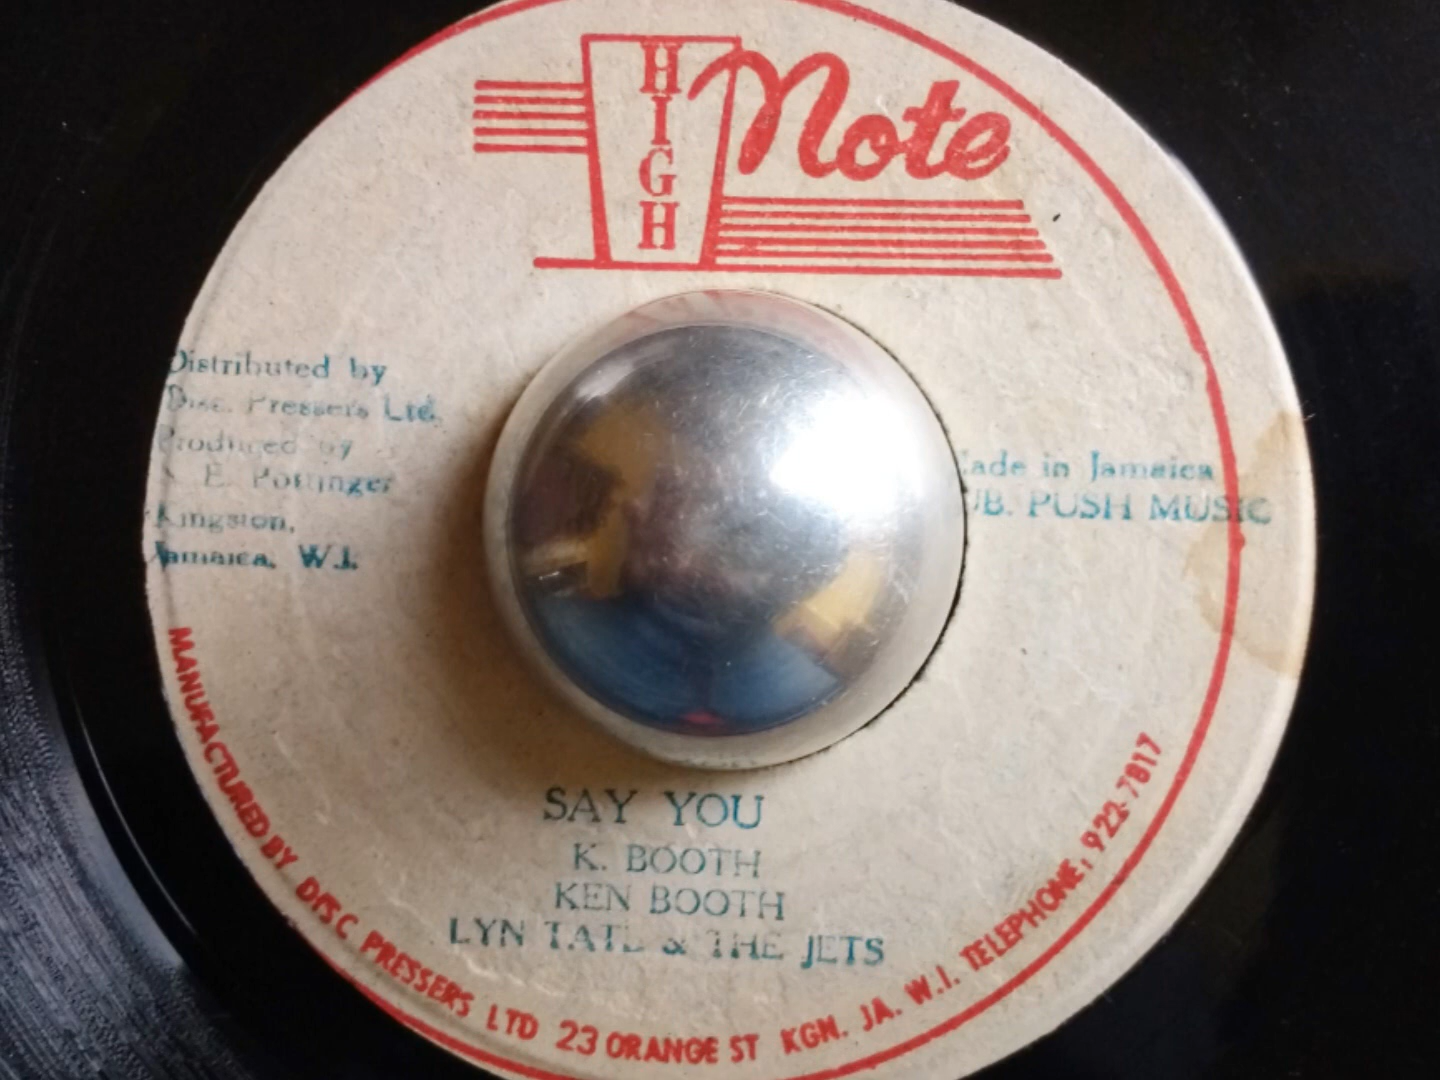 HIGH Note
Distributed by
Disc. Pressers Ltd.
Produced by
E. Pottinger
Kingston,
Jamaica, W.I.
ade in Jamaica
UB. PUSH MUSIC
SAY YOU
K. BOOTH
KEN BOOTH
LYN TATE & THE JETS
MANUFACTURED BY DISC PRESSERS LTD 23 ORANGE ST KGN. JA. W.I. TELEPHONE, 922-7817